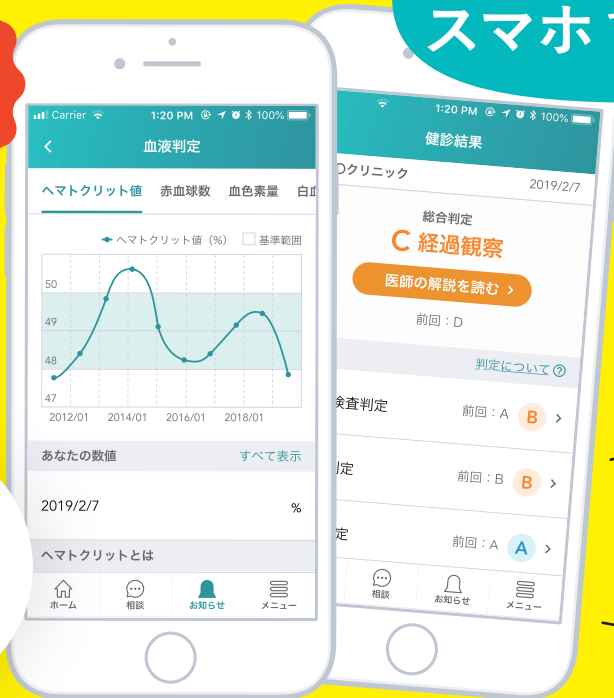 スマホ
Carrier 1:20 PM 100%
血液判定
ヘマトクリット値 赤血球数 血色素量 白血
ヘマトクリット値（%） 基準範囲
50
49
48
47
2012/01 2014/01 2016/01 2018/01
あなたの数値 すべて表示
2019/2/7 %
ヘマトクリットとは
ホーム 相談 お知らせ メニュー
1:20 PM 100%
健診結果
クリニック 2019/2/7
総合判定
C 経過観察
医師の解説を読む >
前回：D
判定について ?
検査判定 前回：A B >
判定 前回：B B >
定 前回：A A >
相談 お知らせ メニュー